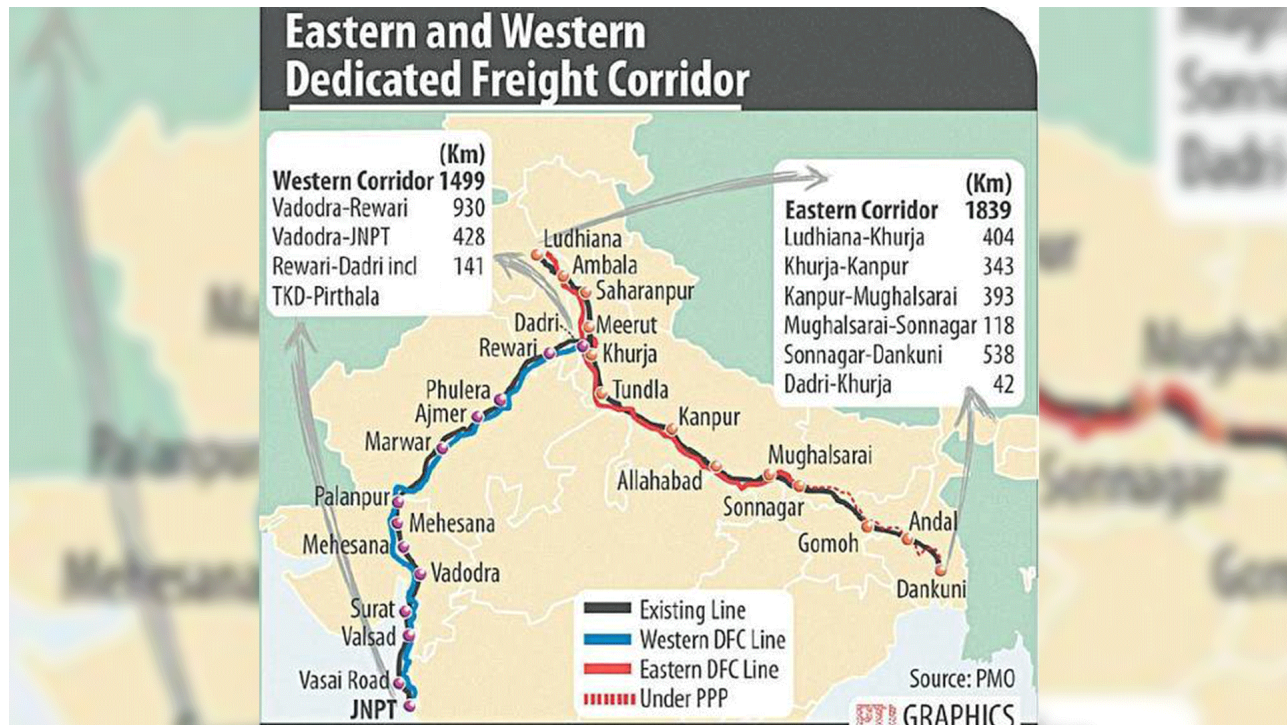 Eastern and Western
Dedicated Freight Corridor
(Km)
Western Corridor 1499
Vadodra-Rewari 930
Vadodra-JNPT 428
Rewari-Dadri incl 141
TKD-Pirthala
(Km)
Eastern Corridor 1839
Ludhiana-Khurja 404
Khurja-Kanpur 343
Kanpur-Mughalsarai 393
Mughalsarai-Sonnagar 118
Sonnagar-Dankuni 538
Dadri-Khurja 42
Ludhiana
Ambala
Saharanpur
Dadri
Meerut
Rewari
Khurja
Phulera
Tundla
Ajmer
Kanpur
Marwar
Mughalsarai
Allahabad
Palanpur
Sonnagar
Mehesana
Andal
Gomoh
Mehesana
Vadodra
Dankuni
Surat
Valsad
Vasai Road
JNPT
Existing Line
Western DFC Line
Eastern DFC Line
Under PPP
Source: PMO
PTI GRAPHICS